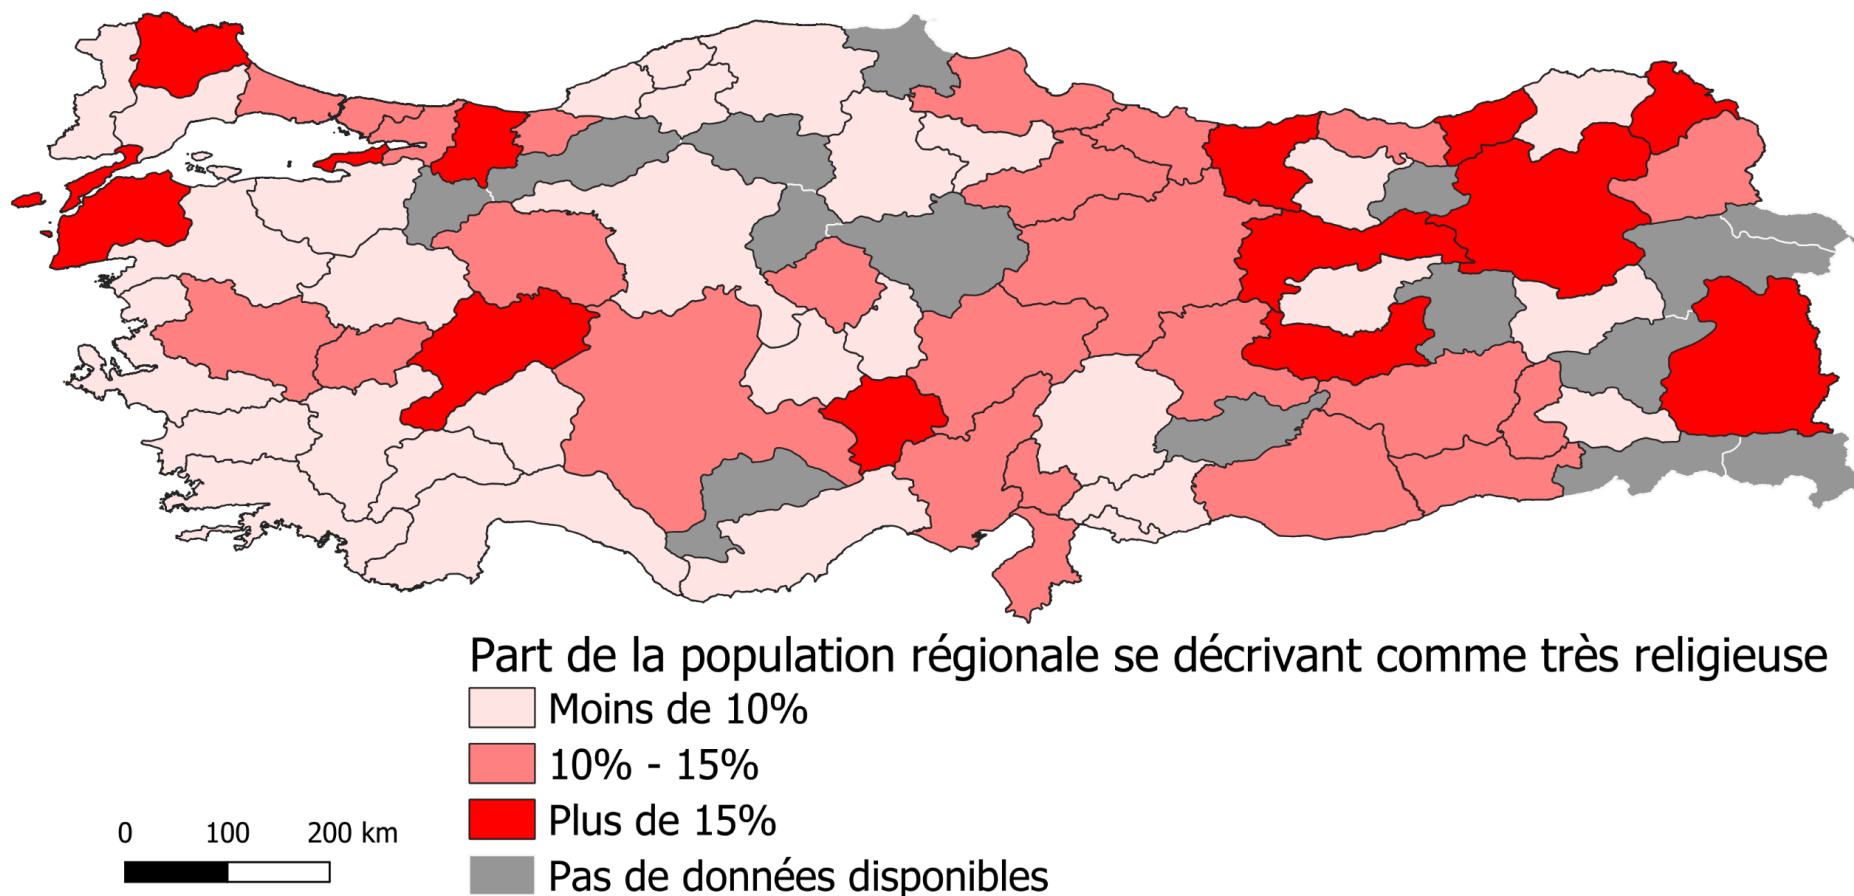 Part de la population régionale se décrivant comme très religieuse
Moins de 10%
10% - 15%
Plus de 15%
Pas de données disponibles
0 100 200 km